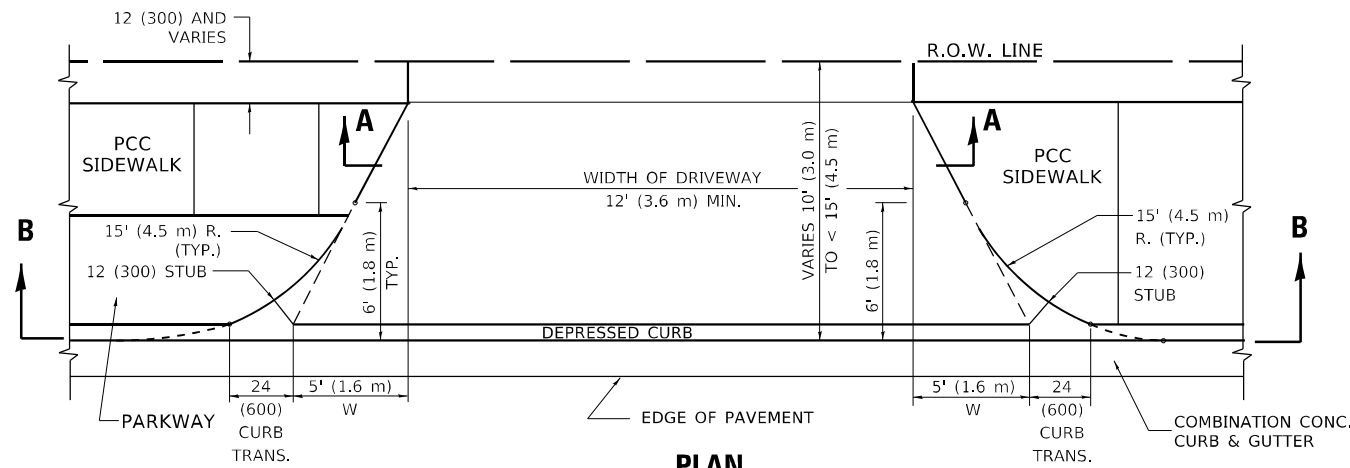 12 (300) AND
VARIES
R.O.W. LINE
A
A
PCC
SIDEWALK
PCC
SIDEWALK
WIDTH OF DRIVEWAY
12' (3.6 m) MIN.
VARIES 10' (3.0 m)
TO < 15' (4.5 m)
B
B
15' (4.5 m) R.
(TYP.)
15' (4.5 m)
R. (TYP.)
12 (300) STUB
12 (300)
STUB
6' (1.8 m)
TYP.
6' (1.8 m)
DEPRESSED CURB
PARKWAY
24
(600)
CURB
TRANS.
5' (1.6 m)
W
EDGE OF PAVEMENT
5' (1.6 m)
W
24
(600)
CURB
TRANS.
COMBINATION CONC.
CURB & GUTTER
PLAN